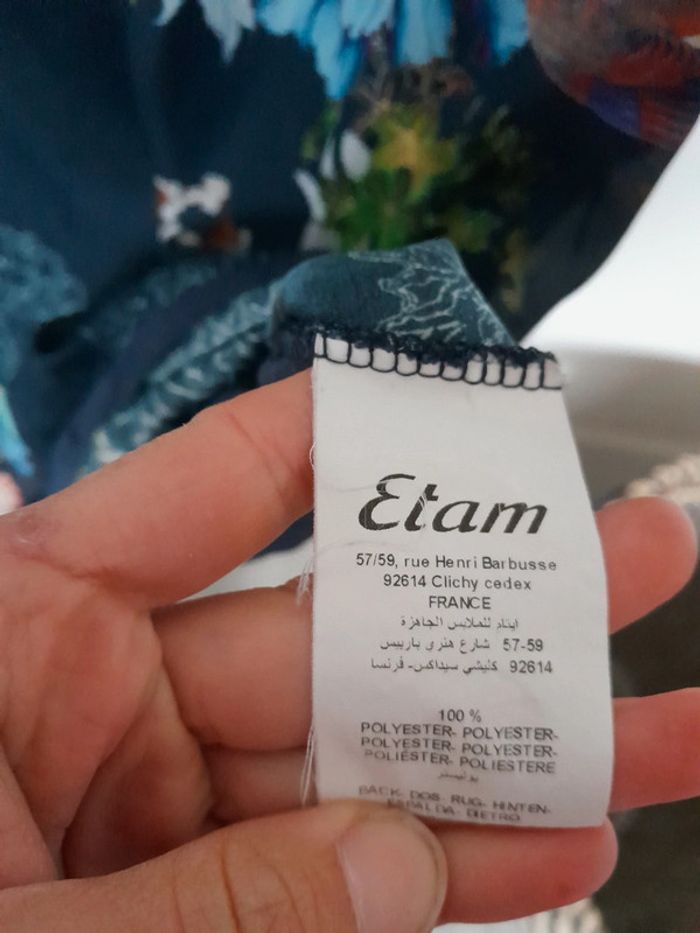 Etam
57/59, rue Henri Barbusse
92614 Clichy cedex
FRANCE
ايتام للملابس الجاهزة
57-59 شارع هنري باربيس
92614 كليشي سيداكس- فرنسا
100 %
POLYESTER- POLYESTER-
POLYESTER- POLYESTER-
POLIÉSTER- POLIESTERE
بوليستر
BACK- DOS- RUG- HINTEN-
ESPALDA- DIETRO